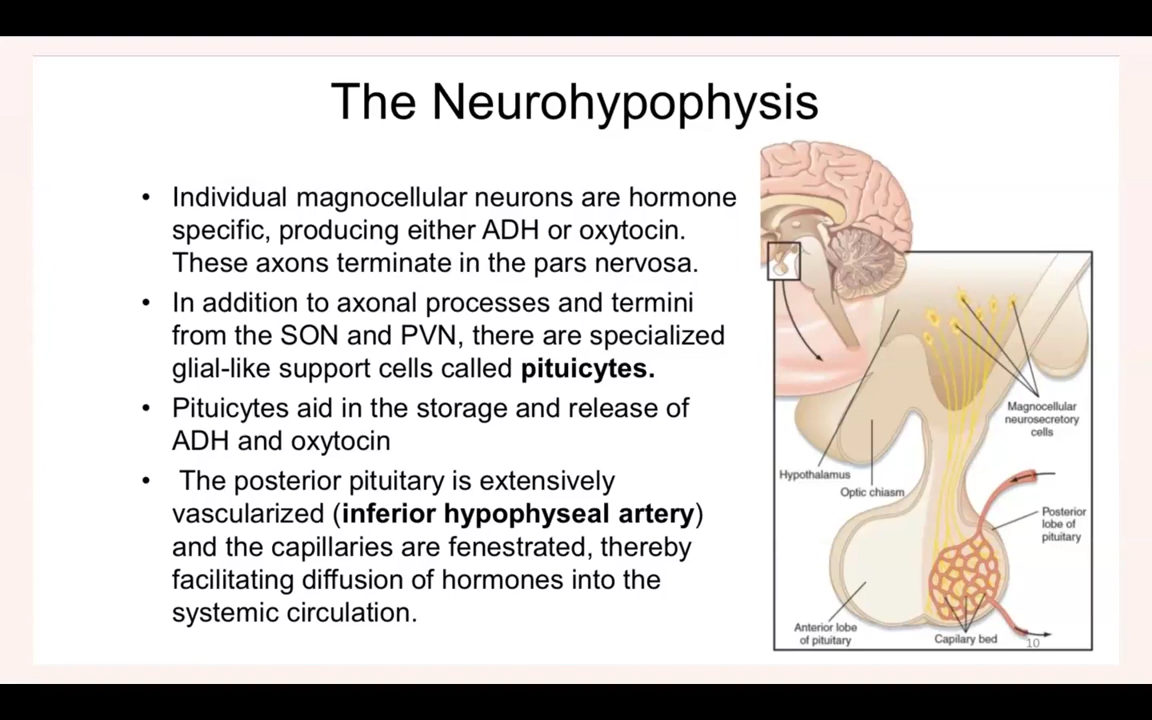 The Neurohypophysis
• Individual magnocellular neurons are hormone
specific, producing either ADH or oxytocin.
These axons terminate in the pars nervosa.
• In addition to axonal processes and termini
from the SON and PVN, there are specialized
glial-like support cells called pituicytes.
• Pituicytes aid in the storage and release of
ADH and oxytocin
• The posterior pituitary is extensively
vascularized (inferior hypophyseal artery)
and the capillaries are fenestrated, thereby
facilitating diffusion of hormones into the
systemic circulation.
Magnocellular
neurosecretory
cells
Hypothalamus
Optic chiasm
Posterior
lobe of
pituitary
Anterior lobe
of pituitary
Capilary bed
10